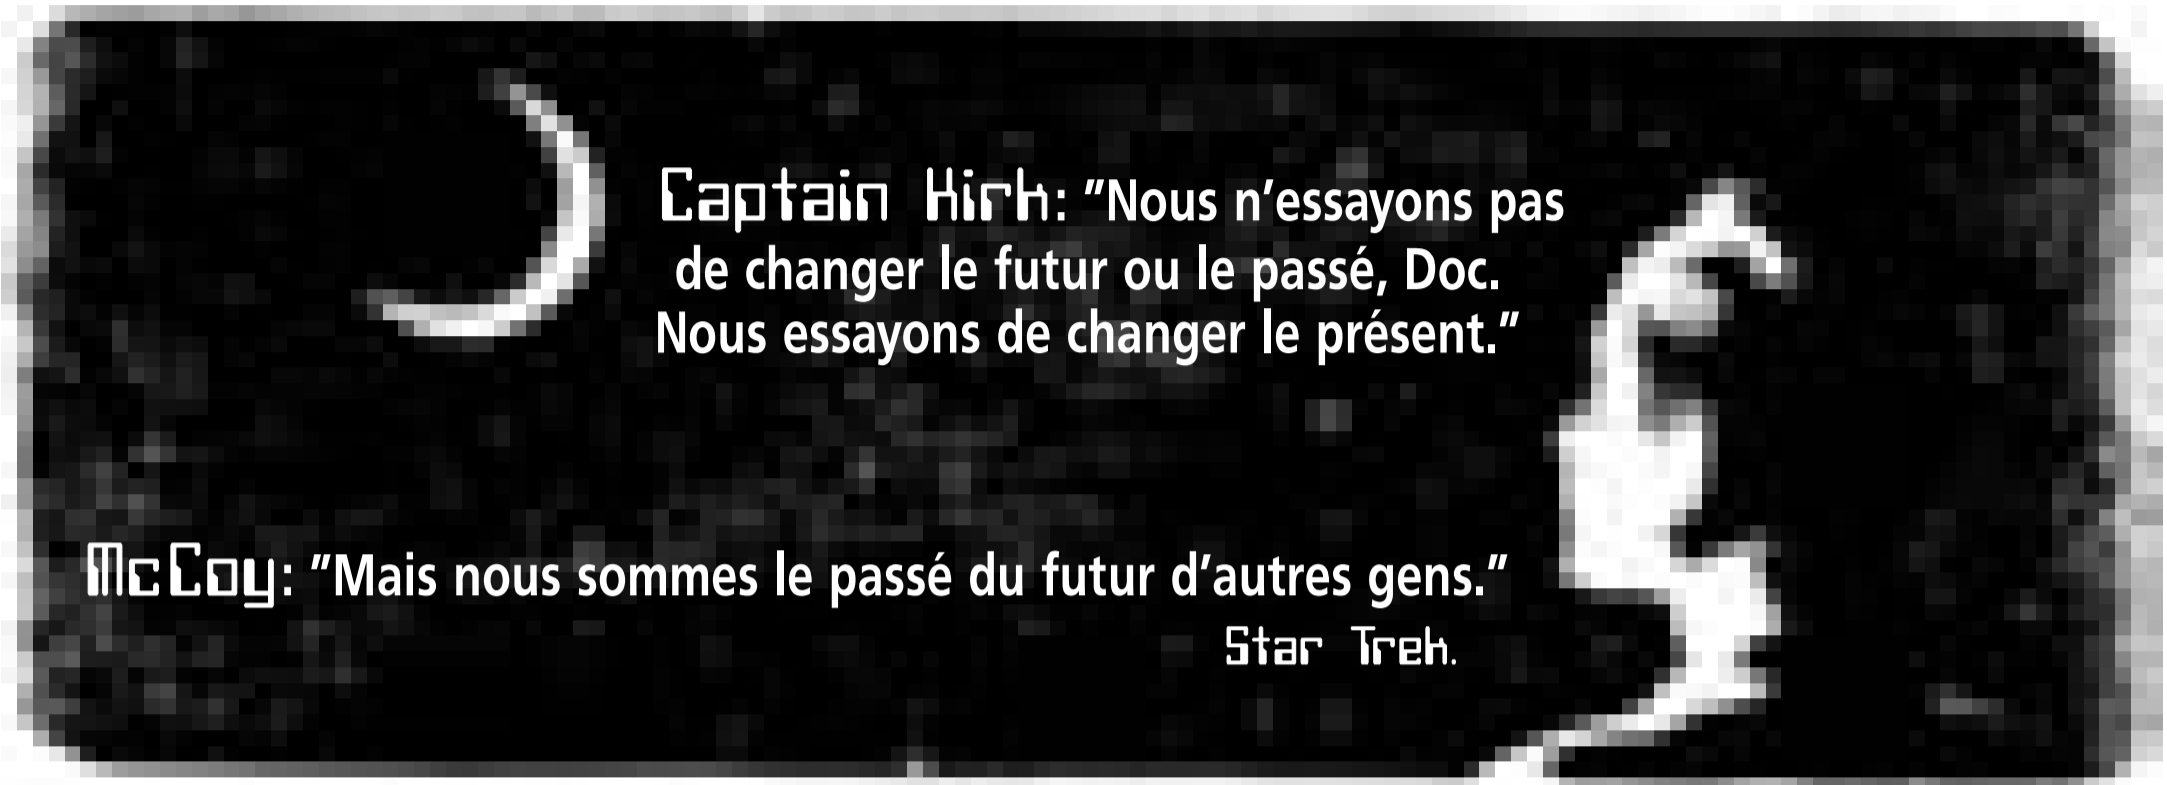 Captain Kirk: "Nous n'essayons pas
de changer le futur ou le passé, Doc.
Nous essayons de changer le présent."
McCoy: "Mais nous sommes le passé du futur d'autres gens."
Star Trek.